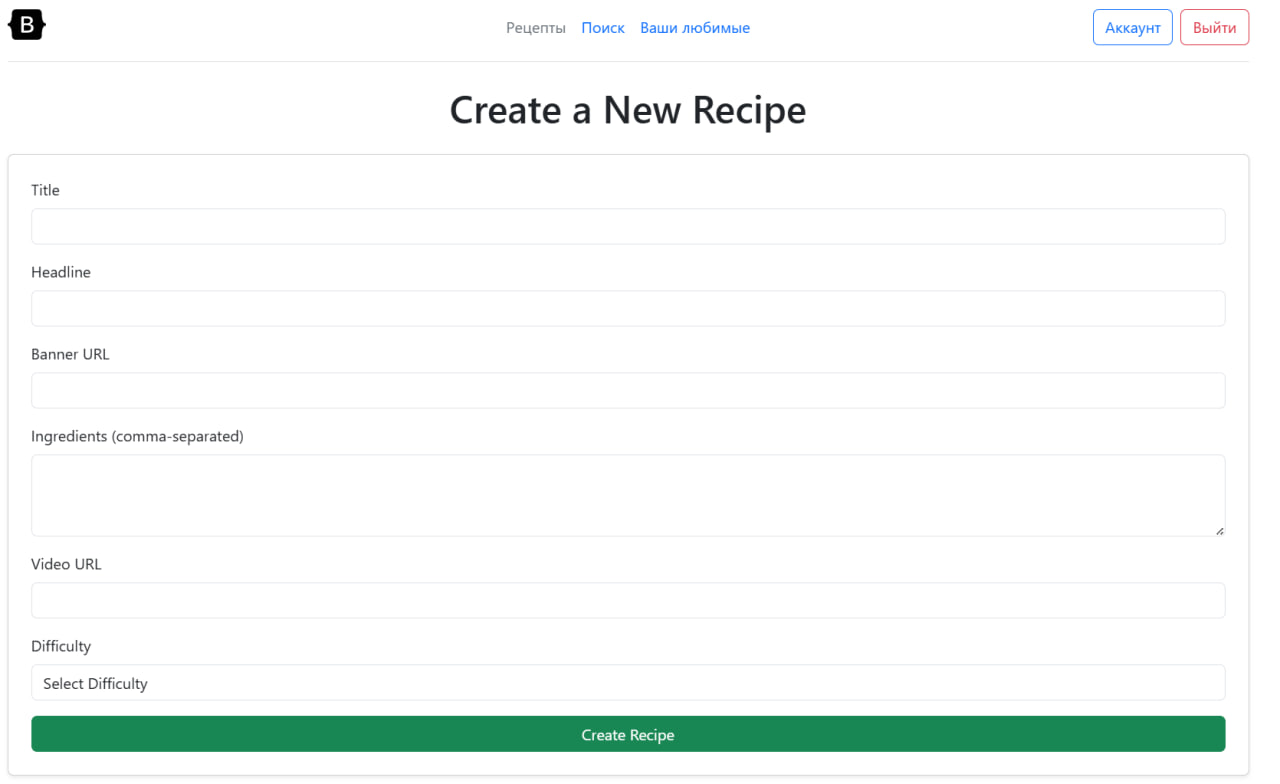 B
Рецепты Поиск Ваши любимые Аккаунт Выйти
Create a New Recipe
Title
Headline
Banner URL
Ingredients (comma-separated)
Video URL
Difficulty
Select Difficulty
Create Recipe